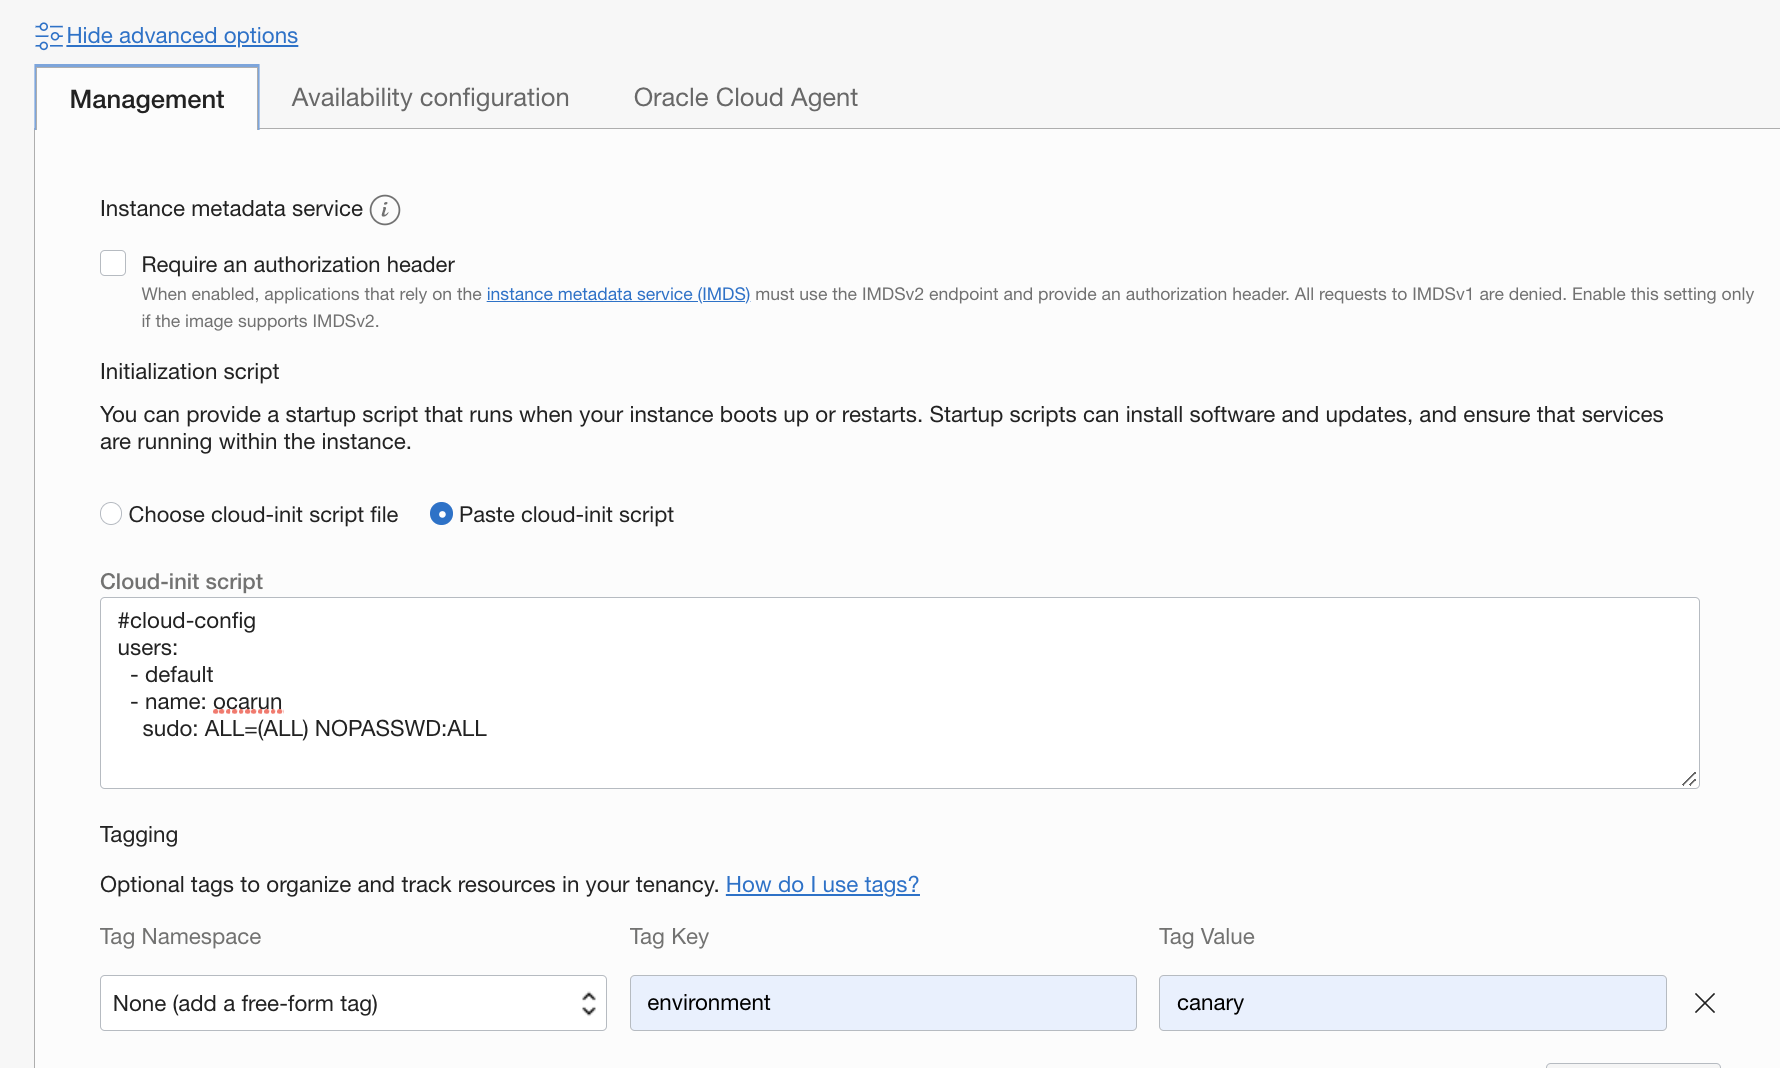 Hide advanced options
Management
Availability configuration
Oracle Cloud Agent
Instance metadata service i
Require an authorization header
When enabled, applications that rely on the instance metadata service (IMDS) must use the IMDSv2 endpoint and provide an authorization header. All requests to IMDSv1 are denied. Enable this setting only
if the image supports IMDSv2.
Initialization script
You can provide a startup script that runs when your instance boots up or restarts. Startup scripts can install software and updates, and ensure that services
are running within the instance.
Choose cloud-init script file
Paste cloud-init script
Cloud-init script
#cloud-config
users:
  - default
  - name: ocarun
    sudo: ALL=(ALL) NOPASSWD:ALL
Tagging
Optional tags to organize and track resources in your tenancy. How do I use tags?
Tag Namespace
Tag Key
Tag Value
None (add a free-form tag)
environment
canary